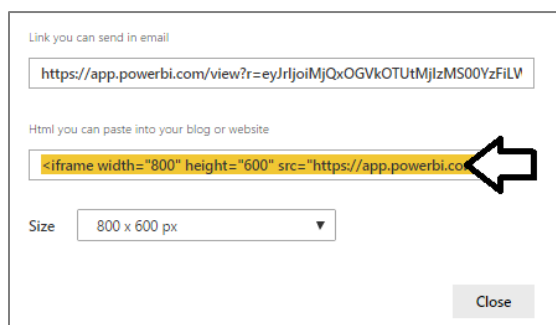 Link you can send in email
https://app.powerbi.com/view?r=eyJrIjoiMjQxOGVkOTUtMjIzMS00YzFiLW
Html you can paste into your blog or website
<iframe width="800" height="600" src="https://app.powerbi.co
Size 800 x 600 px
Close